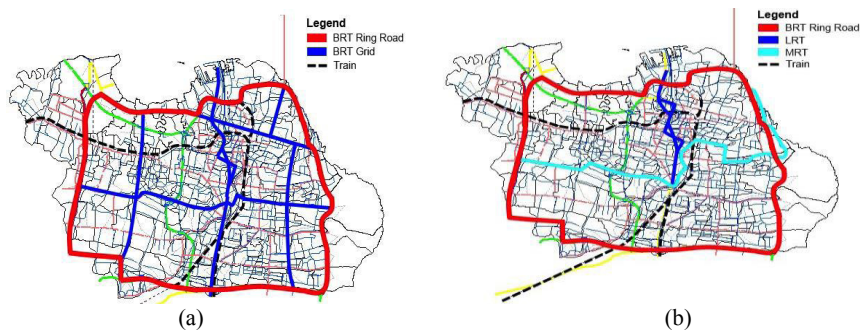 Legend
BRT Ring Road
BRT Grid
Train
(a)
Legend
BRT Ring Road
LRT
MRT
Train
(b)